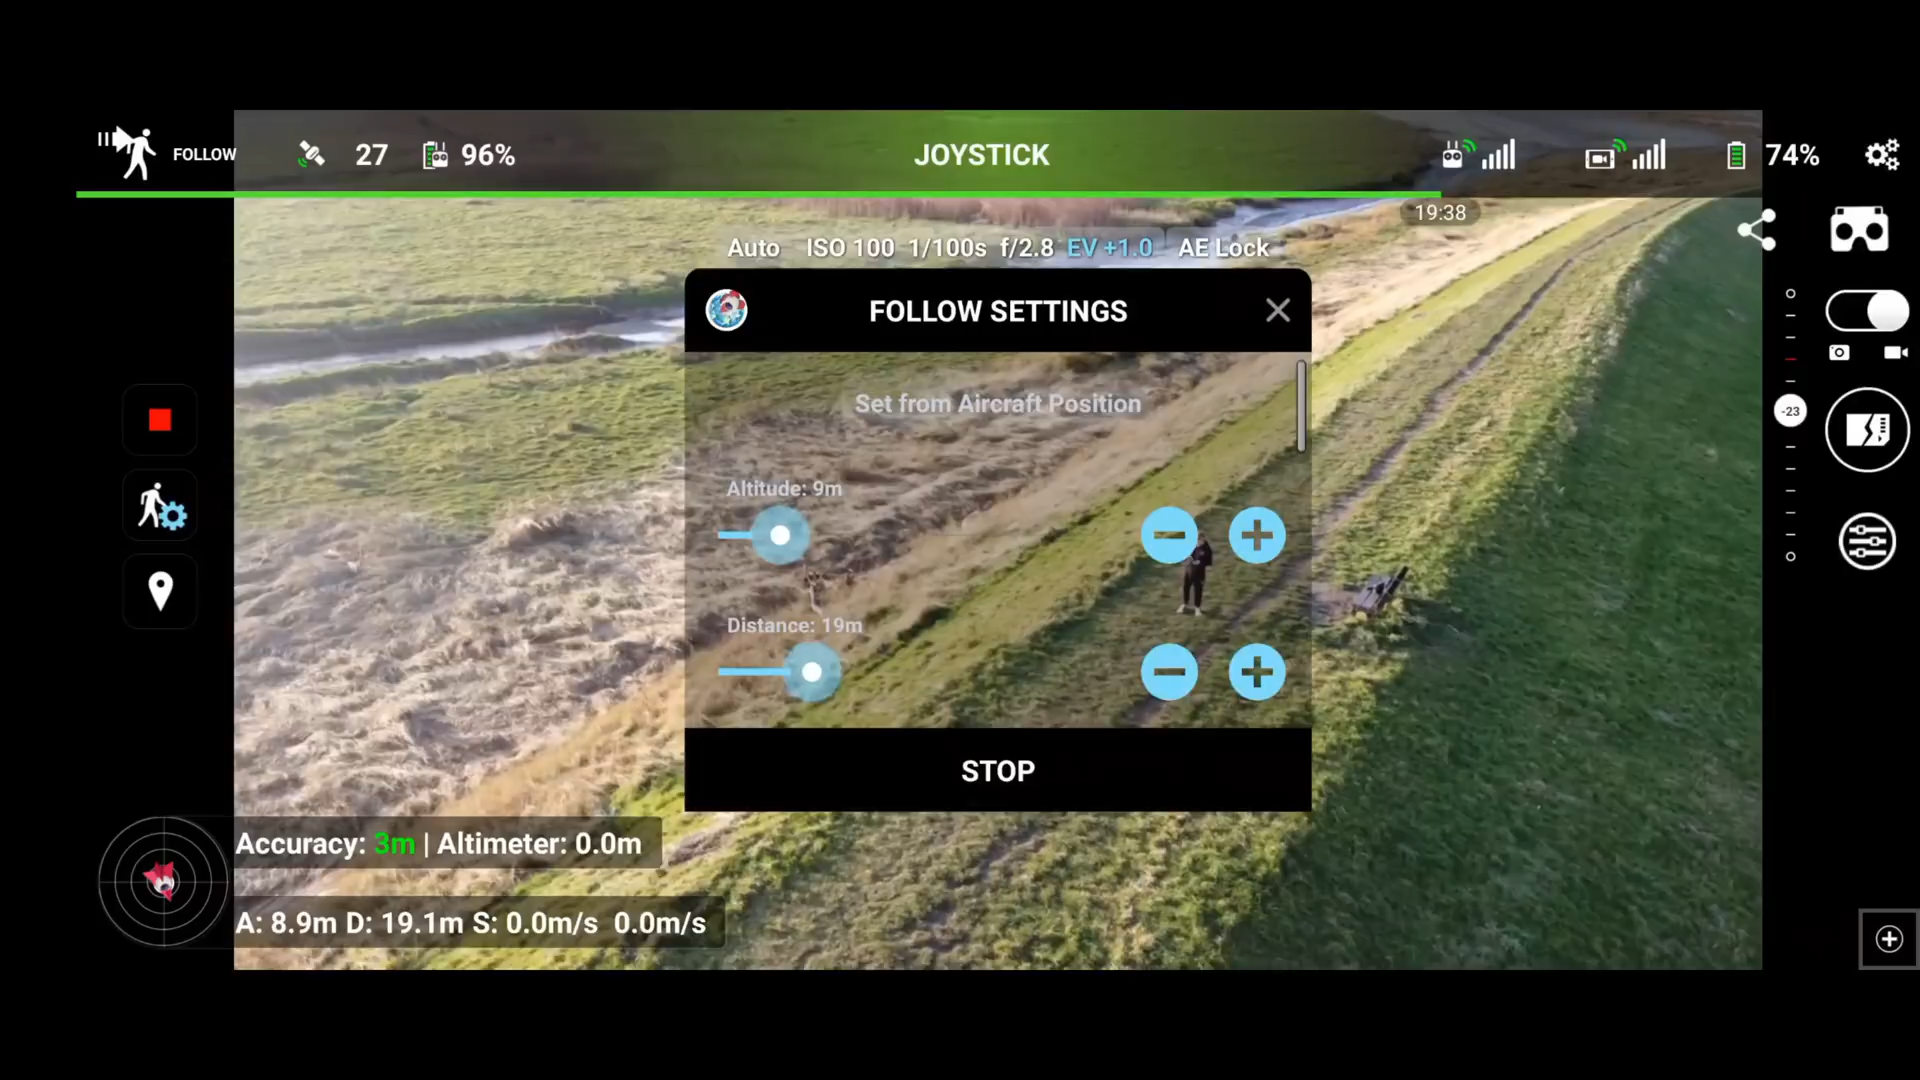 FOLLOW 27 96% JOYSTICK 74%
19:38
Auto ISO 100 1/100s f/2.8 EV +1.0 AE Lock
FOLLOW SETTINGS
Set from Aircraft Position
-23
Altitude: 9m
Distance: 19m
STOP
Accuracy: 3m | Altimeter: 0.0m
A: 8.9m D: 19.1m S: 0.0m/s 0.0m/s